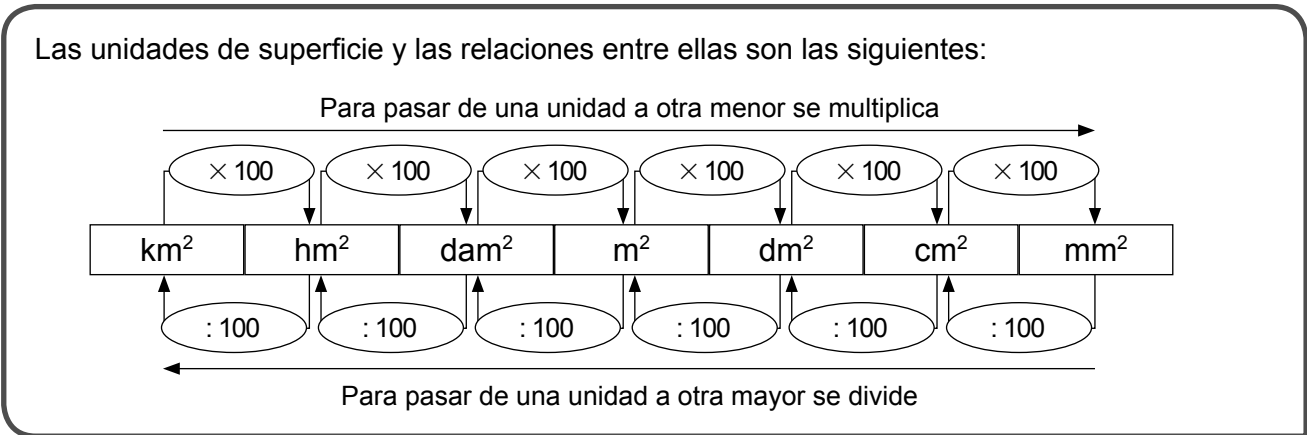 Las unidades de superficie y las relaciones entre ellas son las siguientes:
Para pasar de una unidad a otra menor se multiplica
× 100 × 100 × 100 × 100 × 100 × 100
km² hm² dam² m² dm² cm² mm²
: 100 : 100 : 100 : 100 : 100 : 100
Para pasar de una unidad a otra mayor se divide